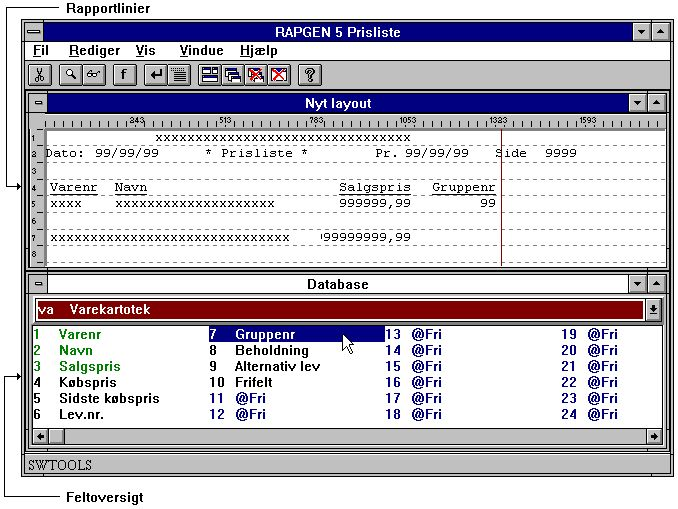 Rapportlinier
RAPGEN 5 Prisliste
Fil Rediger Vis Vindue Hjælp
f ?
Nyt layout
243 513 783 1053 1323 1593
1 xxxxxxxxxxxxxxxxxxxxxxxxxxxxxxxx
2 Dato: 99/99/99 * Prisliste * Pr. 99/99/99 Side 9999
3
4 Varenr Navn Salgspris Gruppenr
5 xxxx xxxxxxxxxxxxxxxxxxxx 999999,99 99
6
7 xxxxxxxxxxxxxxxxxxxxxxxxxxxxxx 99999999,99
8
Database
va Varekartotek
1 Varenr 7 Gruppenr 13 @Fri 19 @Fri
2 Navn 8 Beholdning 14 @Fri 20 @Fri
3 Salgspris 9 Alternativ lev 15 @Fri 21 @Fri
4 Købspris 10 Frifelt 16 @Fri 22 @Fri
5 Sidste købspris 11 @Fri 17 @Fri 23 @Fri
6 Lev.nr. 12 @Fri 18 @Fri 24 @Fri
SWTOOLS
Feltoversigt